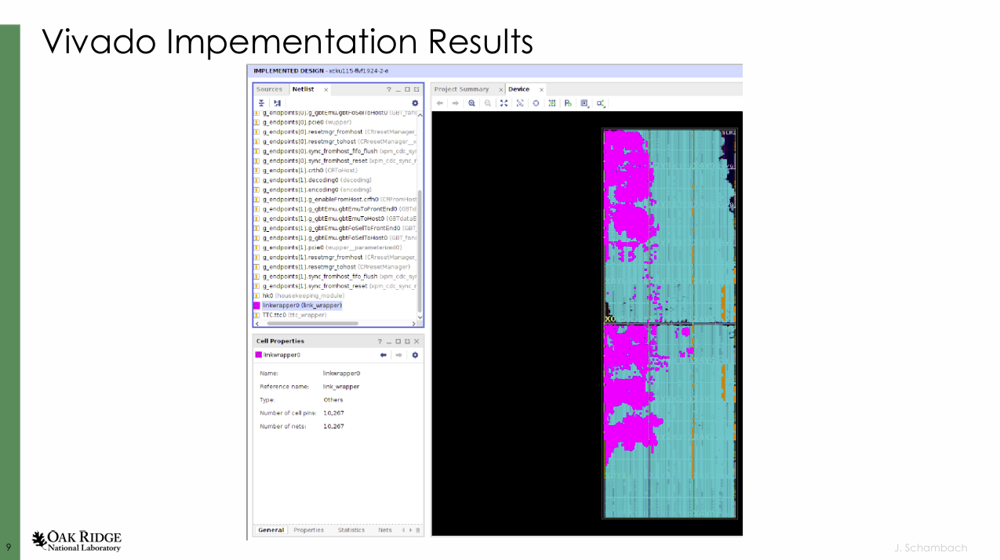 Vivado Impementation Results
IMPLEMENTED DESIGN - xcku115-flvf1924-2-e
Sources Netlist
g_endpoints[0].g_gbtEmu.gbtFoSelToHost0 (GBT_fan
g_endpoints[0].pcie0 (wupper)
g_endpoints[0].resetmgr_fromhost (CRresetManager_
g_endpoints[0].resetmgr_tohost (CRresetManager__x
g_endpoints[0].sync_fromhost_fifo_flush (xpm_cdc_syn
g_endpoints[0].sync_fromhost_reset (xpm_cdc_sync_r
g_endpoints[1].crth0 (CRToHost)
g_endpoints[1].decoding0 (decoding)
g_endpoints[1].encoding0 (encoding)
g_endpoints[1].g_enableFromHost.crfh0 (CRFromHost
g_endpoints[1].g_gbtEmu.gbtEmuToFrontEnd0 (GBTd
g_endpoints[1].g_gbtEmu.gbtEmuToHost0 (GBTdataE
g_endpoints[1].g_gbtEmu.gbtFoSelToFrontEnd0 (GBT_
g_endpoints[1].g_gbtEmu.gbtFoSelToHost0 (GBT_fan
g_endpoints[1].pcie0 (wupper__parameterized0)
g_endpoints[1].resetmgr_fromhost (CRresetManager_
g_endpoints[1].resetmgr_tohost (CRresetManager)
g_endpoints[1].sync_fromhost_fifo_flush (xpm_cdc_syn
g_endpoints[1].sync_fromhost_reset (xpm_cdc_sync_r
hk0 (housekeeping_module)
linkwrapper0 (link_wrapper)
TTC.ttc0 (ttc_wrapper)
Cell Properties
linkwrapper0
Name: linkwrapper0
Reference name: link_wrapper
Type: Others
Number of cell pins: 10,267
Number of nets: 10,267
General Properties Statistics Nets
Project Summary Device
9
OAK RIDGE
National Laboratory
J. Schambach